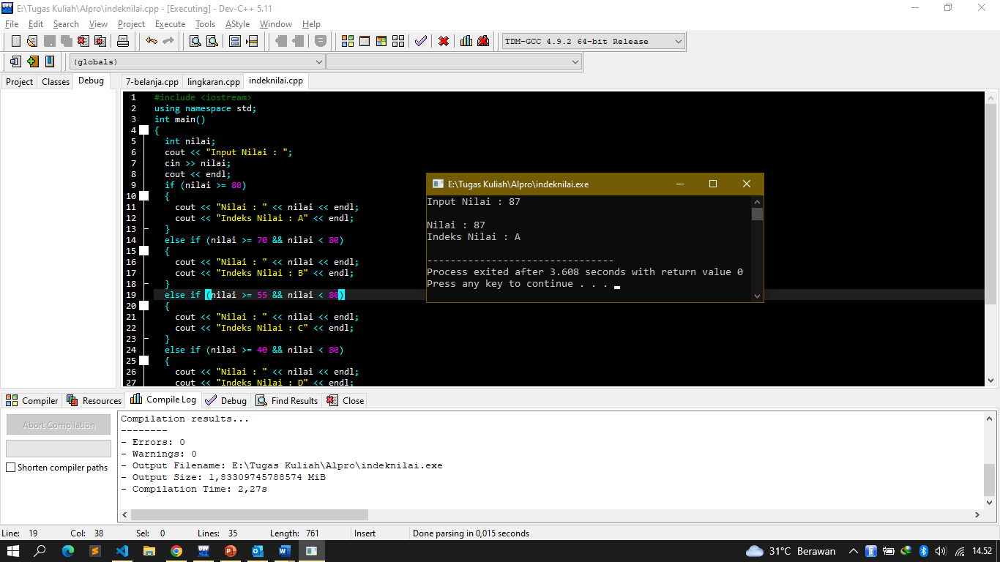 E:\Tugas Kuliah\Alpro\indeknilai.cpp - [Executing] - Dev-C++ 5.11
File Edit Search View Project Execute Tools AStyle Window Help
TDM-GCC 4.9.2 64-bit Release
(globals)
Project Classes Debug 7-belanja.cpp lingkaran.cpp indeknilai.cpp
1 #include <iostream>
2 using namespace std;
3 int main()
4 {
5 int nilai;
6 cout << "Input Nilai : ";
7 cin >> nilai;
8 cout << endl;
9 if (nilai >= 80)
10 {
11 cout << "Nilai : " << nilai << endl;
12 cout << "Indeks Nilai : A" << endl;
13 }
14 else if (nilai >= 70 && nilai < 80)
15 {
16 cout << "Nilai : " << nilai << endl;
17 cout << "Indeks Nilai : B" << endl;
18 }
19 else if (nilai >= 55 && nilai < 80)
20 {
21 cout << "Nilai : " << nilai << endl;
22 cout << "Indeks Nilai : C" << endl;
23 }
24 else if (nilai >= 40 && nilai < 80)
25 {
26 cout << "Nilai : " << nilai << endl;
27 cout << "Indeks Nilai : D" << endl;
E:\Tugas Kuliah\Alpro\indeknilai.exe
Input Nilai : 87
Nilai : 87
Indeks Nilai : A
--------------------------------
Process exited after 3.608 seconds with return value 0
Press any key to continue . . .
Compiler Resources Compile Log Debug Find Results Close
Abort Compilation
Shorten compiler paths
Compilation results...
--------
- Errors: 0
- Warnings: 0
- Output Filename: E:\Tugas Kuliah\Alpro\indeknilai.exe
- Output Size: 1,83309745788574 MiB
- Compilation Time: 2,27s
Line: 19 Col: 38 Sel: 0 Lines: 35 Length: 761 Insert Done parsing in 0,015 seconds
31°C Berawan 14.52